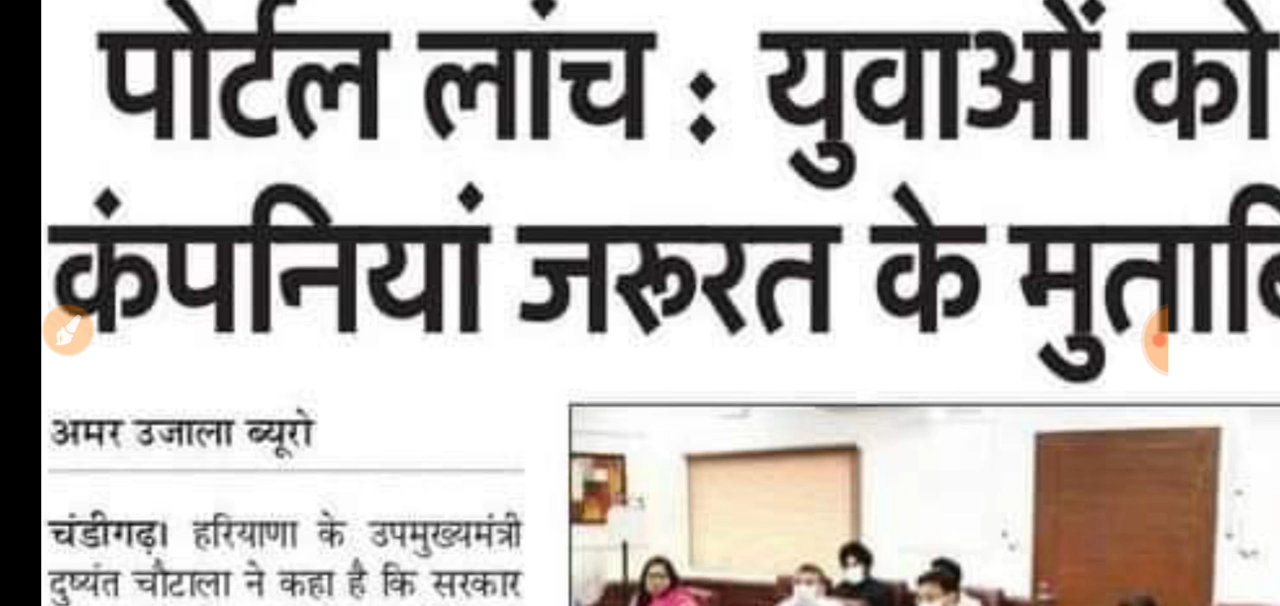 पोर्टल लांच : युवाओं को
कंपनियां जरूरत के
अमर उजाला ब्यूरो
चंडीगढ़। हरियाणा के उपमुख्यमंत्री
दुष्यंत चौटाला ने कहा है कि सरकार